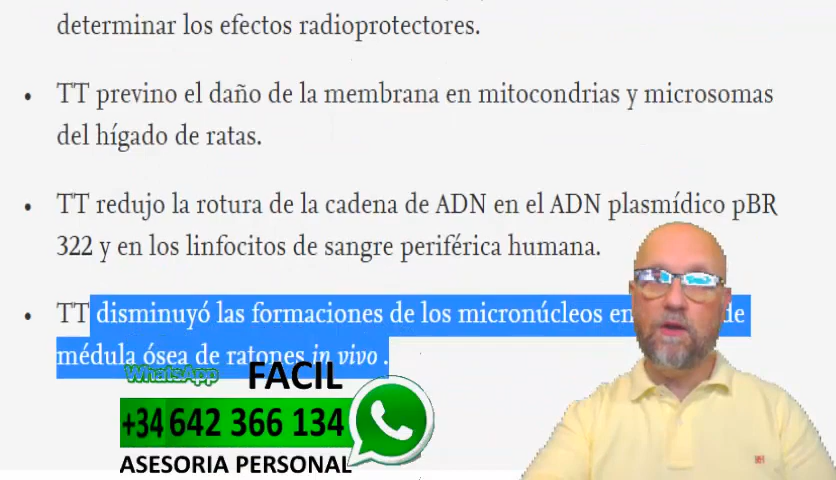 determinar los efectos radioprotectores.
• TT previno el daño de la membrana en mitocondrias y microsomas
del hígado de ratas.
• TT redujo la rotura de la cadena de ADN en el ADN plasmídico pBR
322 y en los linfocitos de sangre periférica humana.
• TT disminuyó las formaciones de los micronúcleos en de
médula ósea de ratones in vivo .
WhatsApp FACIL
+34 642 366 134
ASESORIA PERSONAL